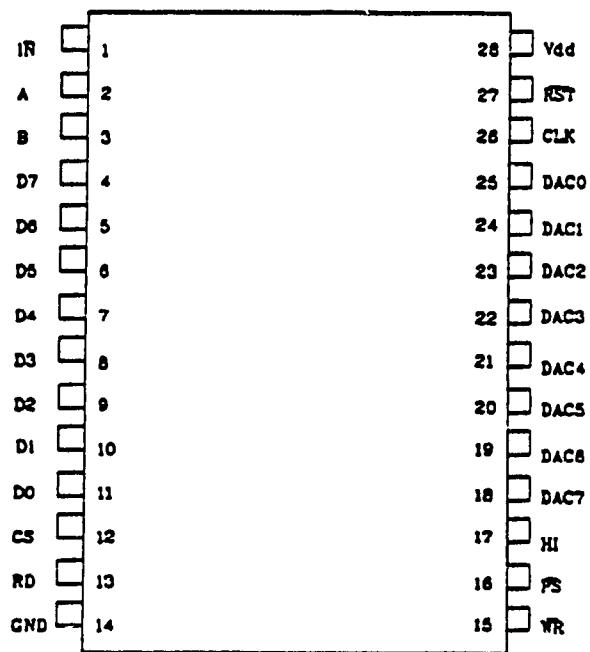 IN 1 28 Vdd
A 2 27 RST
B 3 26 CLK
D7 4 25 DAC0
D6 5 24 DAC1
D5 6 23 DAC2
D4 7 22 DAC3
D3 8 21 DAC4
D2 9 20 DAC5
D1 10 19 DAC6
D0 11 18 DAC7
CS 12 17 HI
RD 13 16 PS
GND 14 15 WR